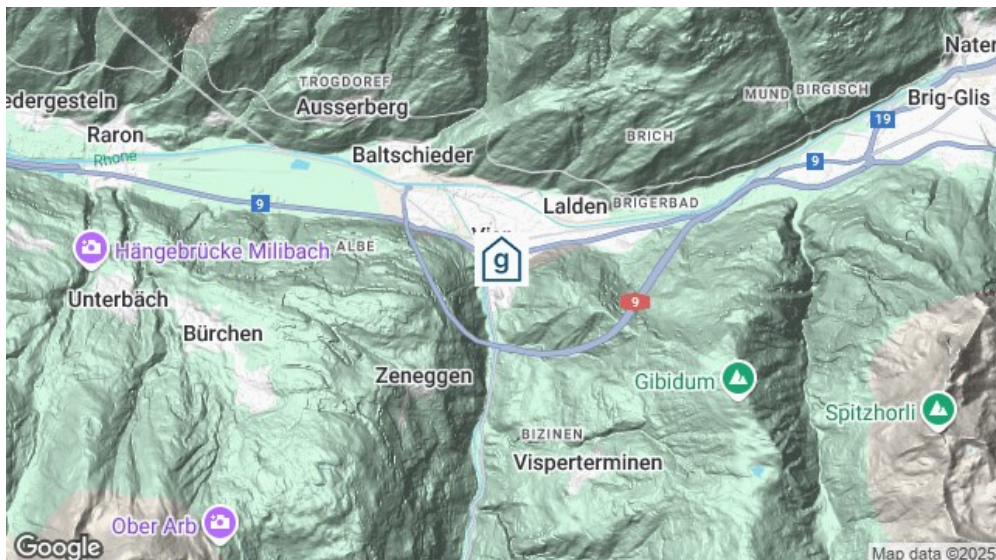 Nater
TROGDOREF
edergesteln
Ausserberg
MUND
BIRGISCH
Brig-Glis
19
Raron
BRICH
Rhone
Baltschieder
9
9
Lalden
BRIGERBAD
ALBE
Hängebrücke Milibach
g
Unterbäch
9
Bürchen
Zeneggen
Gibidum
Spitzhorli
BIZINEN
Visperterminen
Ober Arb
Google
Map data ©2025